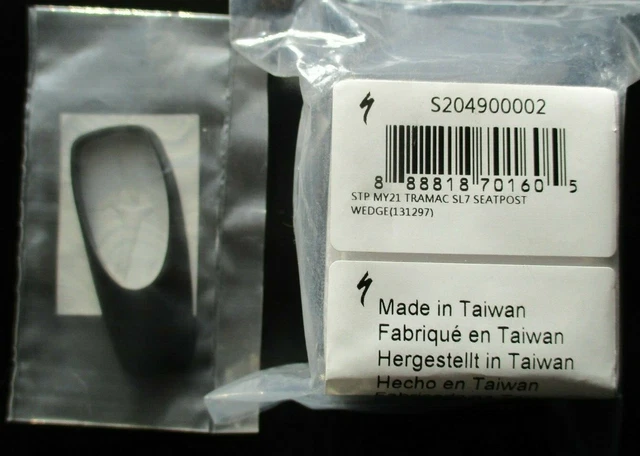 S204900002
8 88818 70160 5
STP MY21 TRAMAC SL7 SEATPOST
WEDGE(131297)
Made in Taiwan
Fabriqué en Taiwan
Hergestellt in Taiwan
Hecho en Taiwan